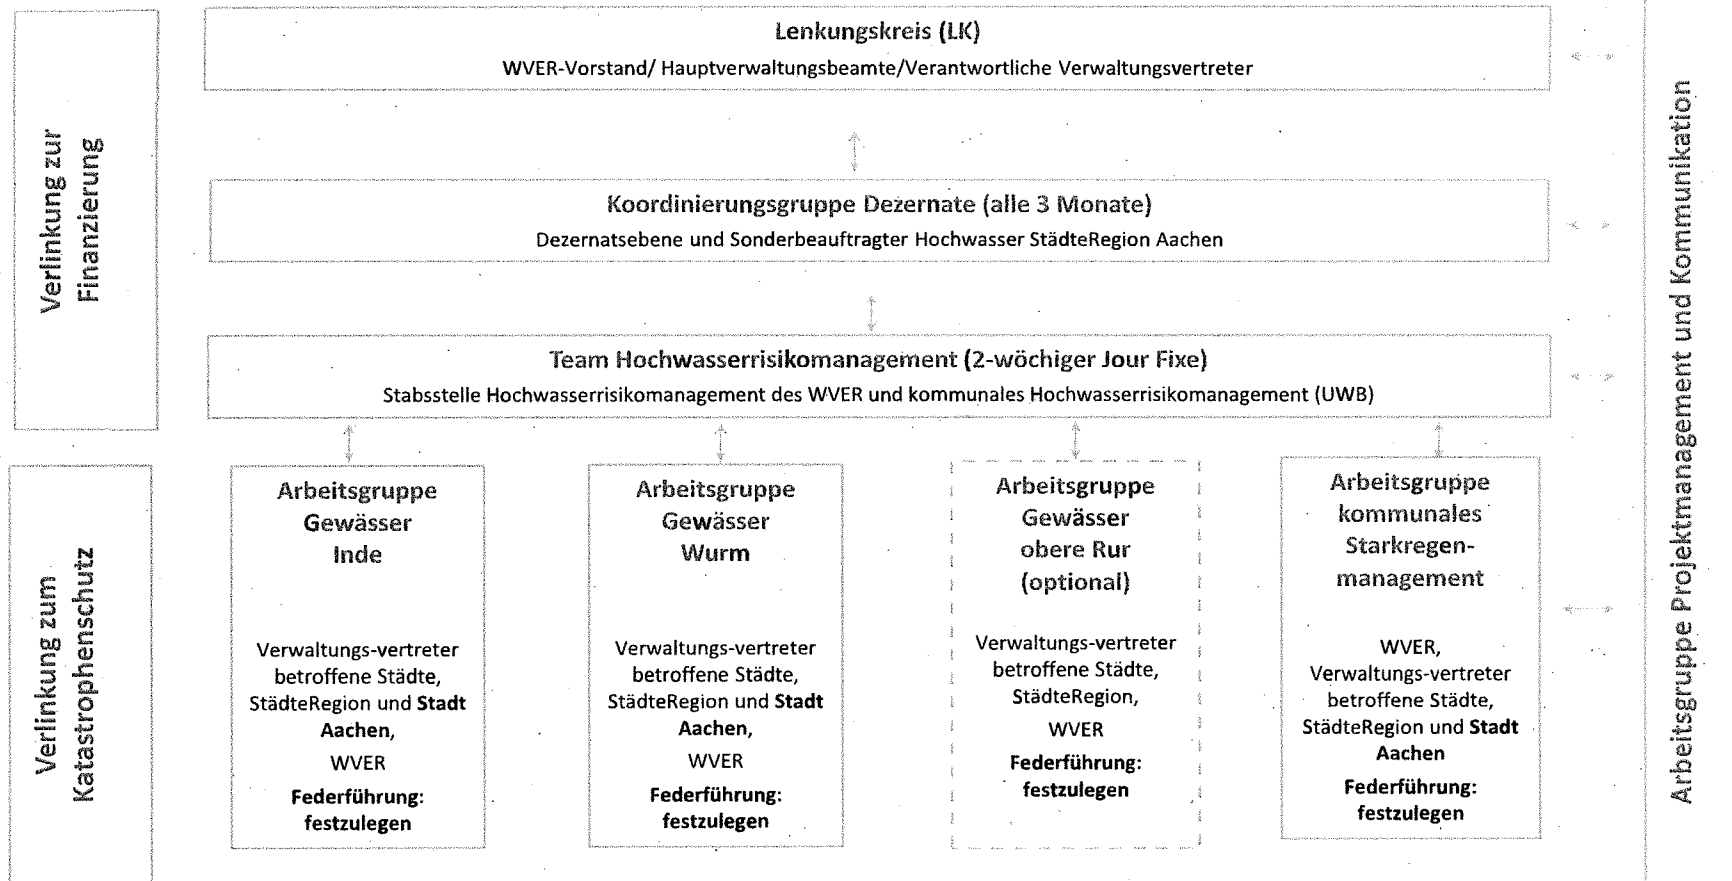 Lenkungskreis (LK)
WVER-Vorstand/ Hauptverwaltungsbeamte/Verantwortliche Verwaltungsvertreter
Verlinkung zur
Finanzierung
Koordinierungsgruppe Dezernate (alle 3 Monate)
Dezernatsebene und Sonderbeauftragter Hochwasser StädteRegion Aachen
Team Hochwasserrisikomanagement (2-wöchiger Jour Fixe)
Stabsstelle Hochwasserrisikomanagement des WVER und kommunales Hochwasserrisikomanagement (UWB)
Verlinkung zum
Katastrophenschutz
Arbeitsgruppe
Gewässer
Inde
Verwaltungs-vertreter
betroffene Städte,
StädteRegion und Stadt
Aachen,
WVER
Federführung:
festzulegen
Arbeitsgruppe
Gewässer
Wurm
Verwaltungs-vertreter
betroffene Städte,
StädteRegion und Stadt
Aachen,
WVER
Federführung:
festzulegen
Arbeitsgruppe
Gewässer
obere Rur
(optional)
Verwaltungs-vertreter
betroffene Städte,
StädteRegion,
WVER
Federführung:
festzulegen
Arbeitsgruppe
kommunales
Starkregen-
management
WVER,
Verwaltungs-vertreter
betroffene Städte,
StädteRegion und Stadt
Aachen
Federführung:
festzulegen
Arbeitsgruppe Projektmanagement und Kommunikation